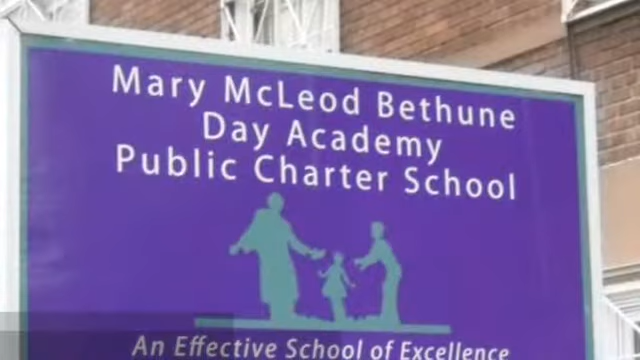 Mary McLeod Bethune
Day Academy
Public Charter School
An Effective School of Excellence